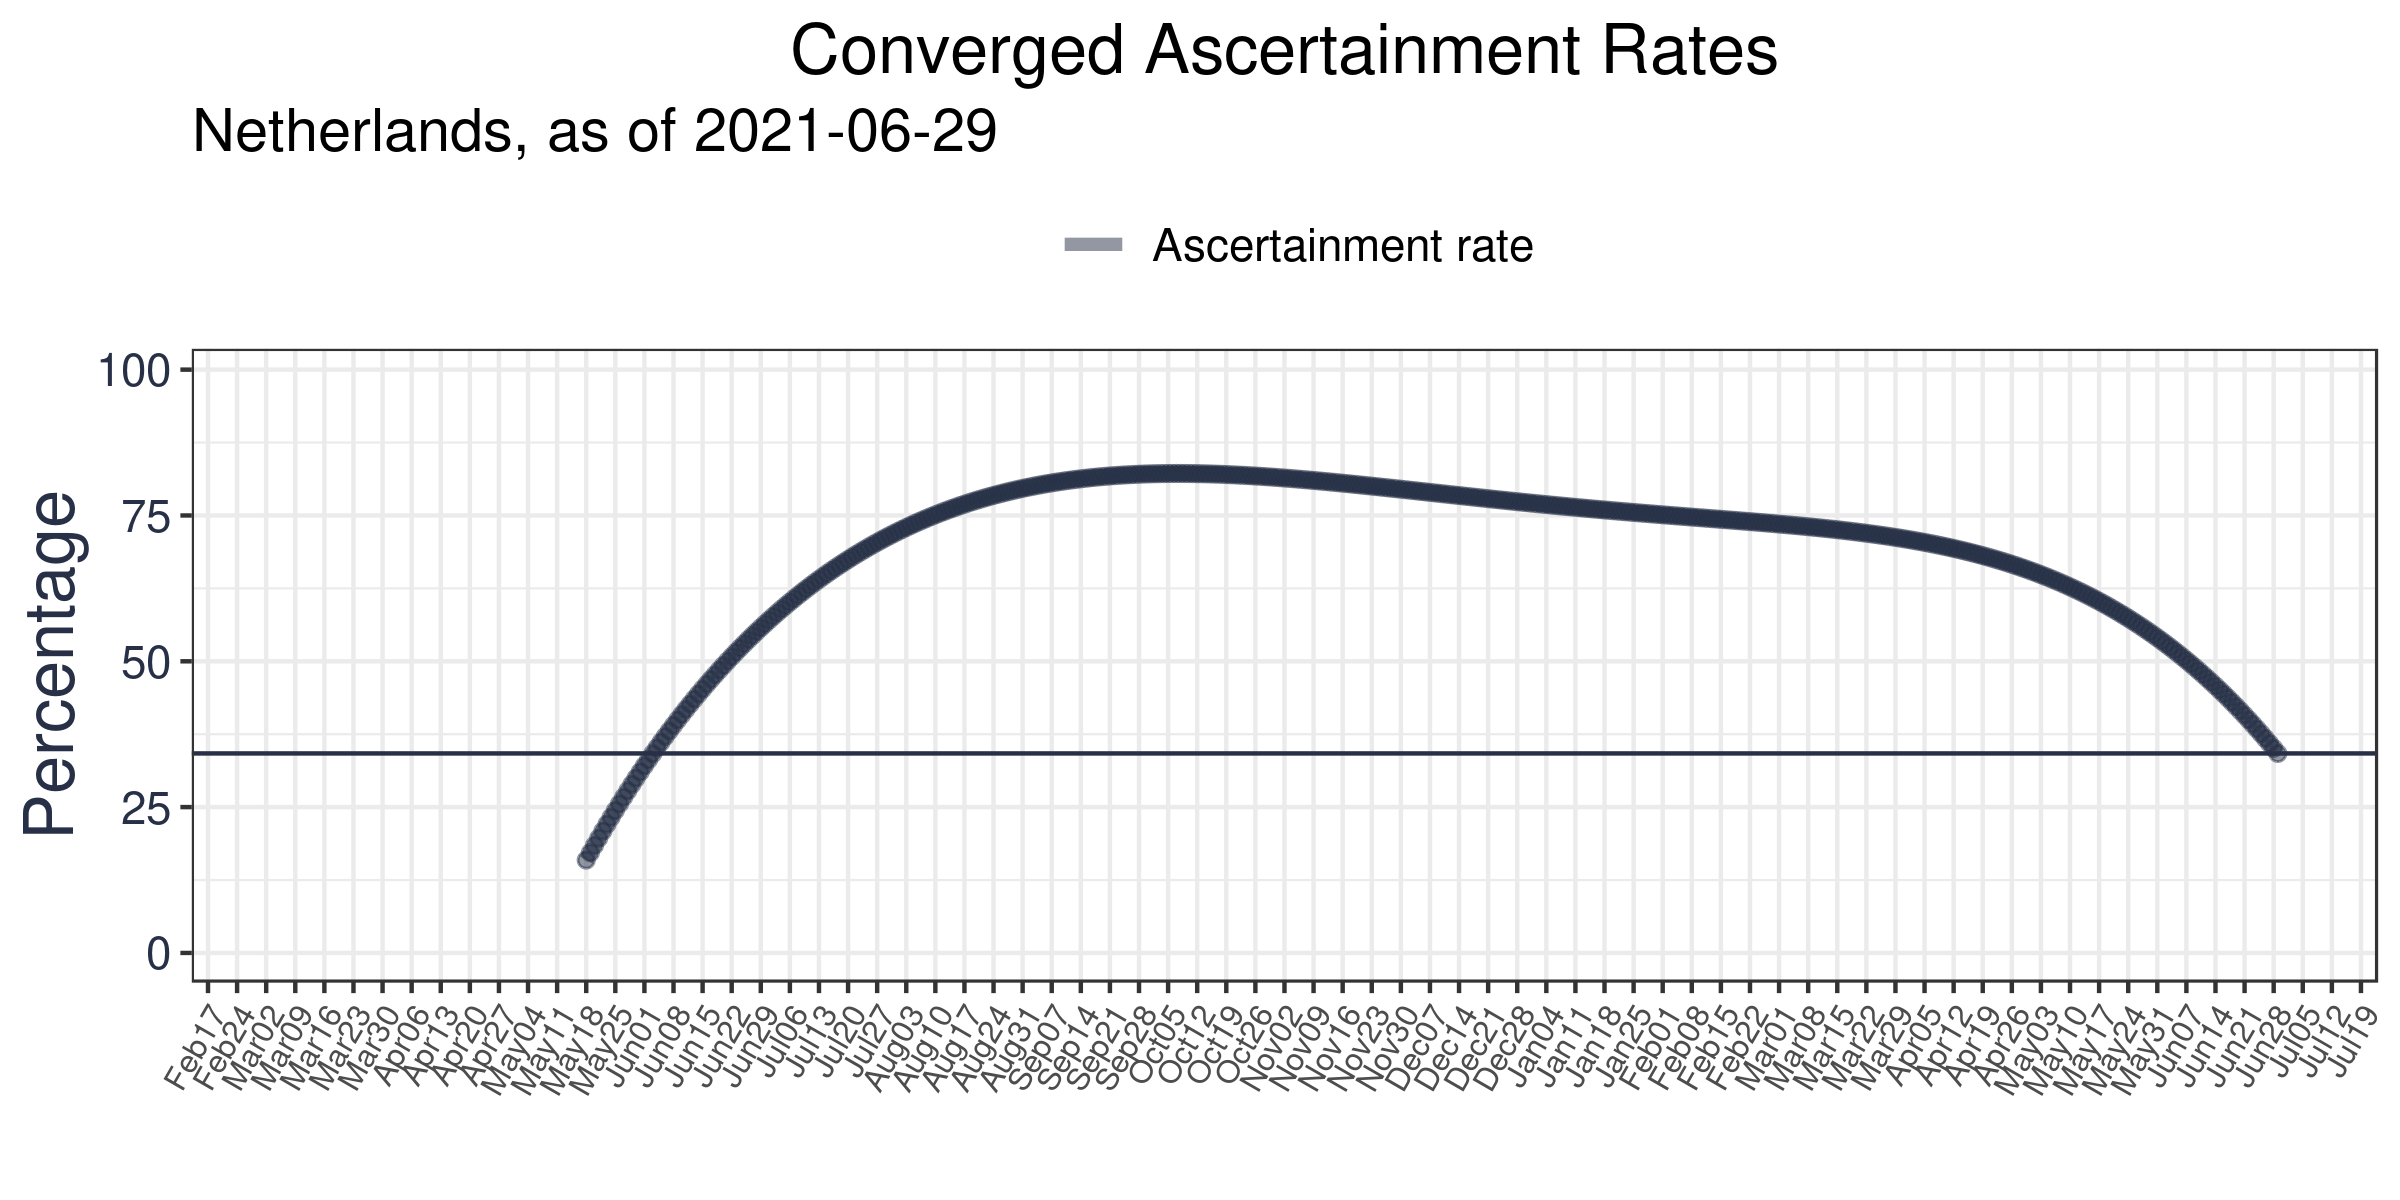 Converged Ascertainment Rates
Netherlands, as of 2021-06-29
Ascertainment rate
Percentage
100
75
50
25
0
Feb17 Feb24 Mar02 Mar09 Mar16 Mar23 Mar30 Apr06 Apr13 Apr20 Apr27 May04 May11 May18 May25 Jun01 Jun08 Jun15 Jun22 Jun29 Jul06 Jul13 Jul20 Jul27 Aug03 Aug10 Aug17 Aug24 Aug31 Sep07 Sep14 Sep21 Sep28 Oct05 Oct12 Oct19 Oct26 Nov02 Nov09 Nov16 Nov23 Nov30 Dec07 Dec14 Dec21 Dec28 Jan04 Jan11 Jan18 Jan25 Feb01 Feb08 Feb15 Feb22 Mar01 Mar08 Mar15 Mar22 Mar29 Apr05 Apr12 Apr19 Apr26 May03 May10 May17 May24 May31 May07 Jun14 Jun14 Jun21 Jun28 Jul05 Jul12 Jul19